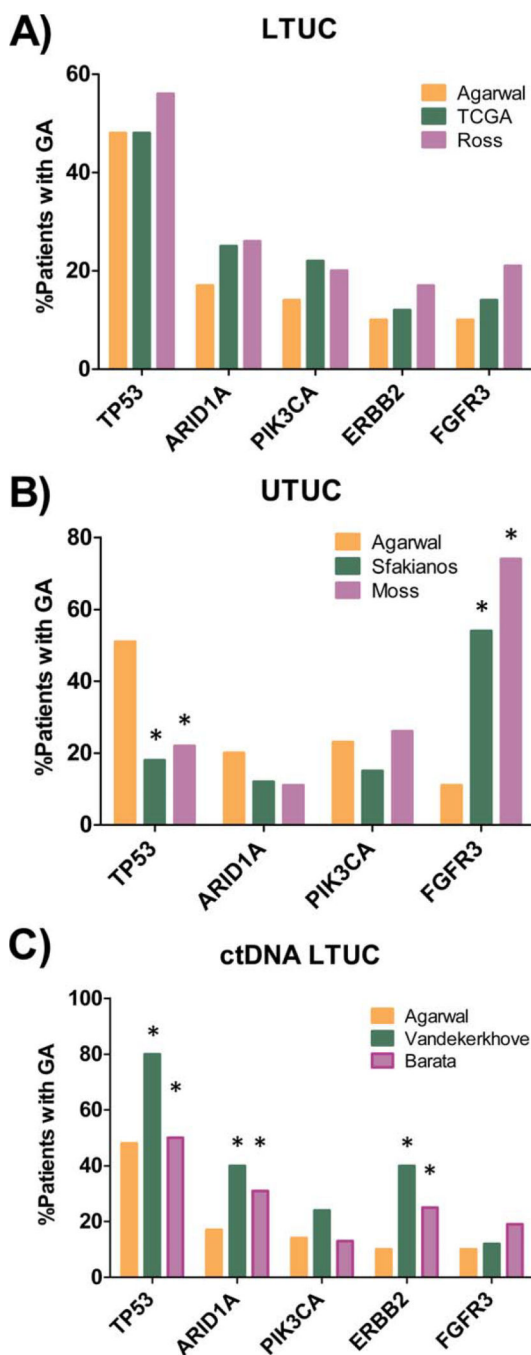 A)
LTUC
%Patients with GA
60
40
20
0
Agarwal
TCGA
Ross
TP53
ARID1A
PIK3CA
ERBB2
FGFR3
B)
UTUC
%Patients with GA
80
60
40
20
0
Agarwal
Sfakianos
Moss
*
*
*
*
TP53
ARID1A
PIK3CA
FGFR3
C)
ctDNA LTUC
%Patients with GA
100
80
60
40
20
0
Agarwal
Vandekerkhove
Barata
*
*
* *
*
*
TP53
ARID1A
PIK3CA
ERBB2
FGFR3